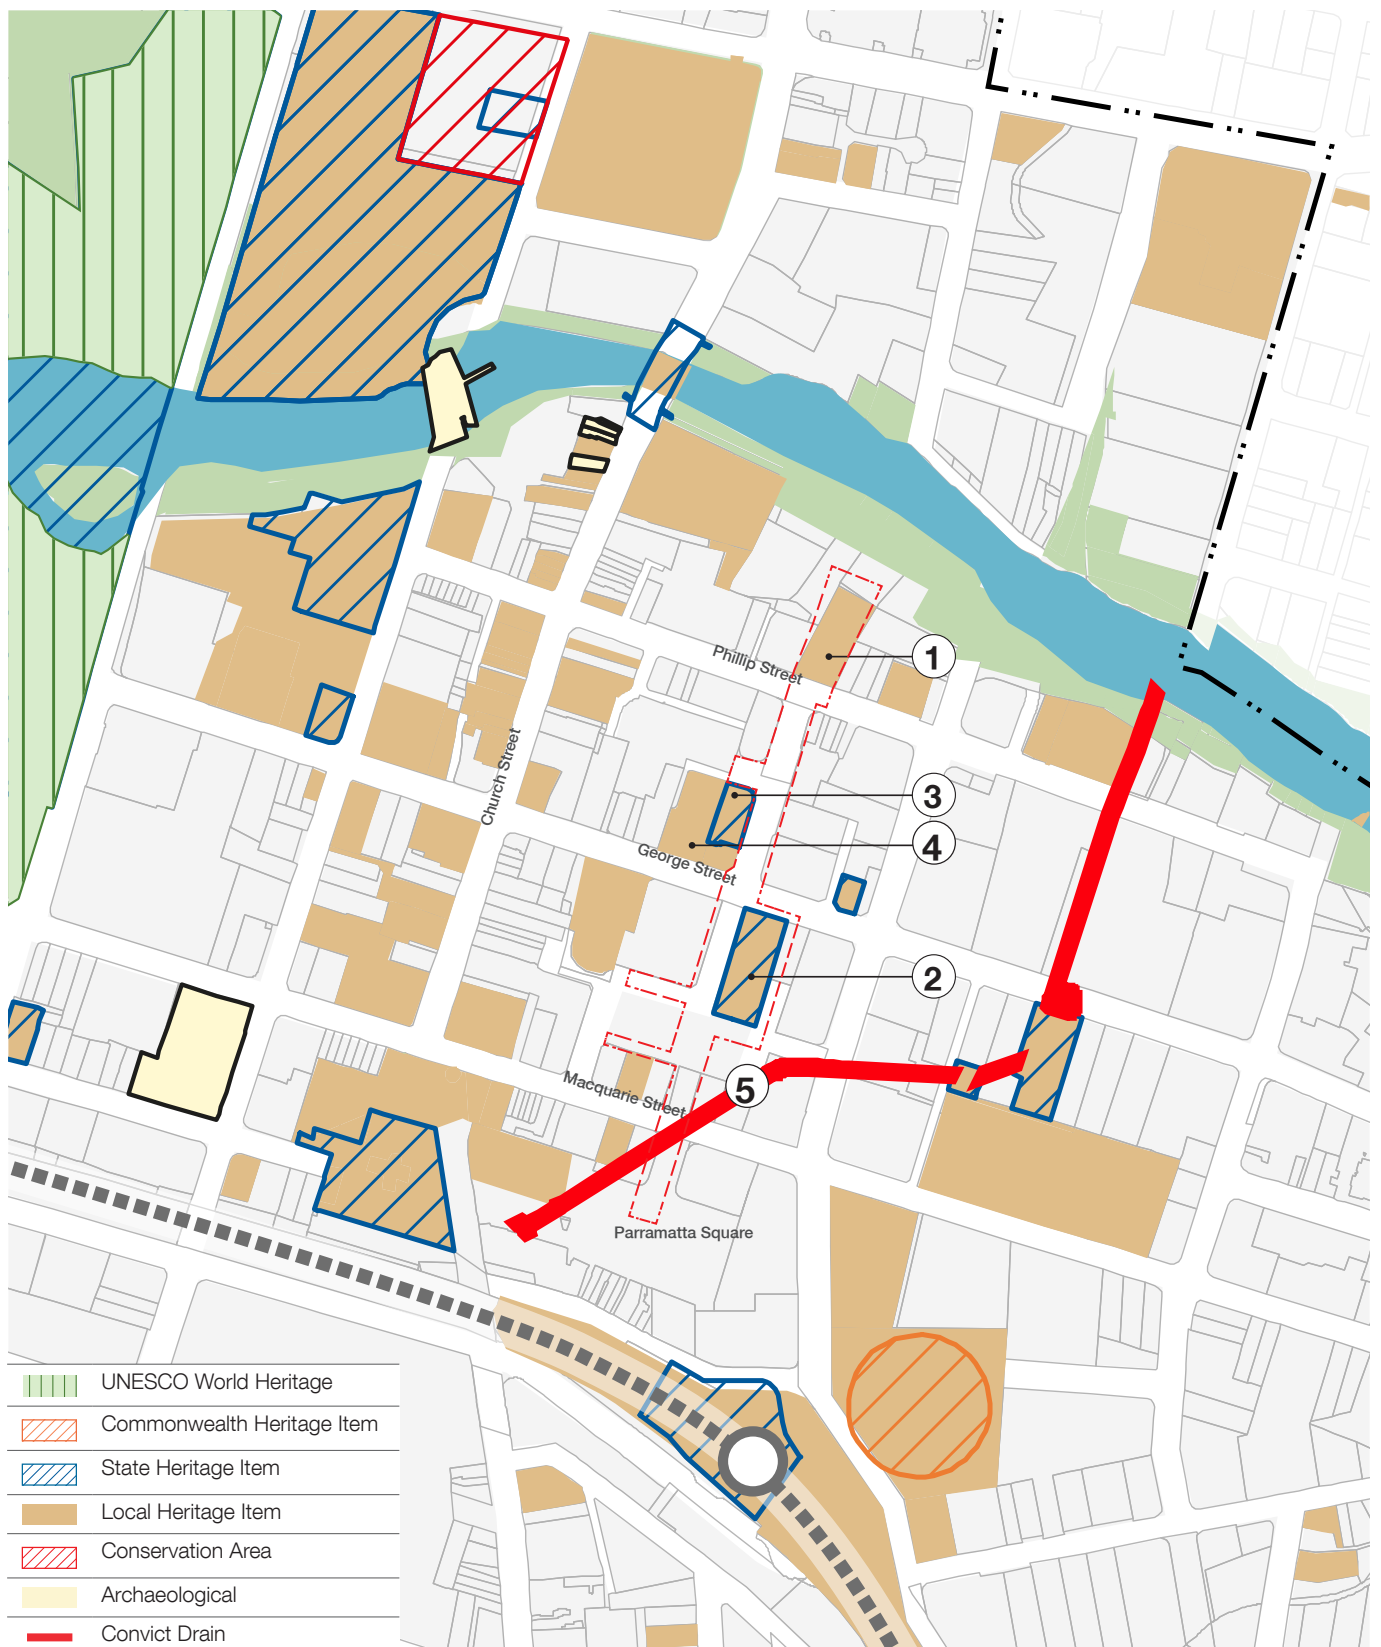 Phillip Street
1
Church Street
3
4
George Street
2
5
Macquarie Street
Parramatta Square
UNESCO World Heritage
Commonwealth Heritage Item
State Heritage Item
Local Heritage Item
Conservation Area
Archaeological
Convict Drain